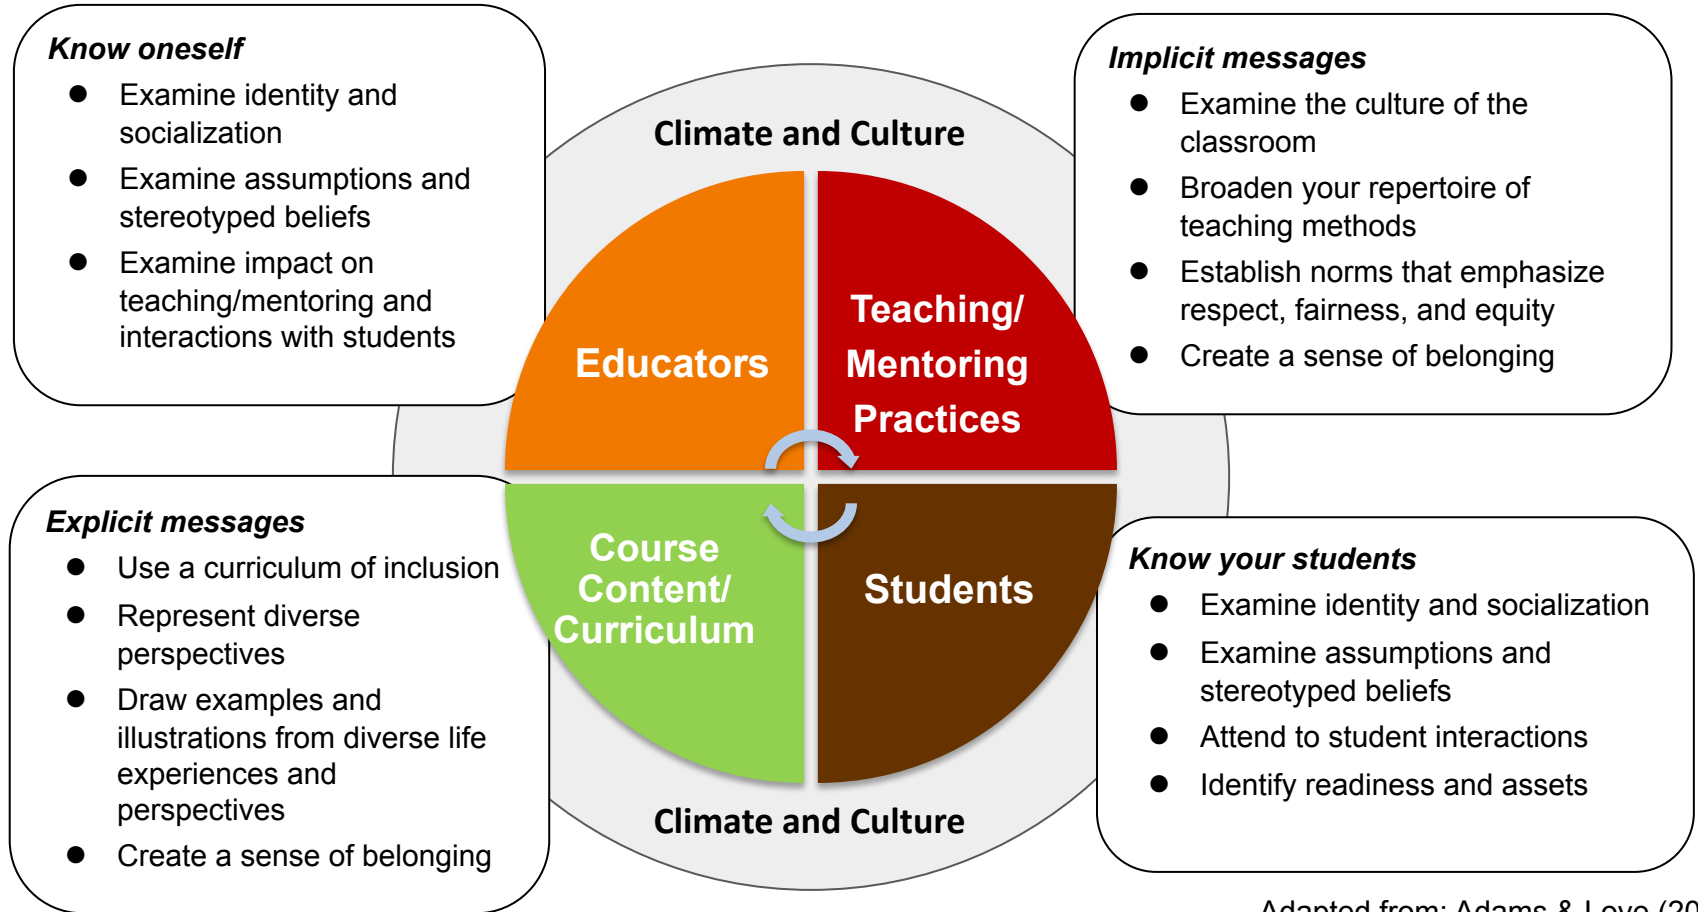 Know oneself
● Examine identity and
socialization
● Examine assumptions and
stereotyped beliefs
● Examine impact on
teaching/mentoring and
interactions with students
Implicit messages
● Examine the culture of the
classroom
● Broaden your repertoire of
teaching methods
● Establish norms that emphasize
respect, fairness, and equity
● Create a sense of belonging
Climate and Culture
Educators
Teaching/
Mentoring
Practices
Course
Content/
Curriculum
Students
Climate and Culture
Explicit messages
● Use a curriculum of inclusion
● Represent diverse
perspectives
● Draw examples and
illustrations from diverse life
experiences and
perspectives
● Create a sense of belonging
Know your students
● Examine identity and socialization
● Examine assumptions and
stereotyped beliefs
● Attend to student interactions
● Identify readiness and assets
Adapted from: Adams & Love (20